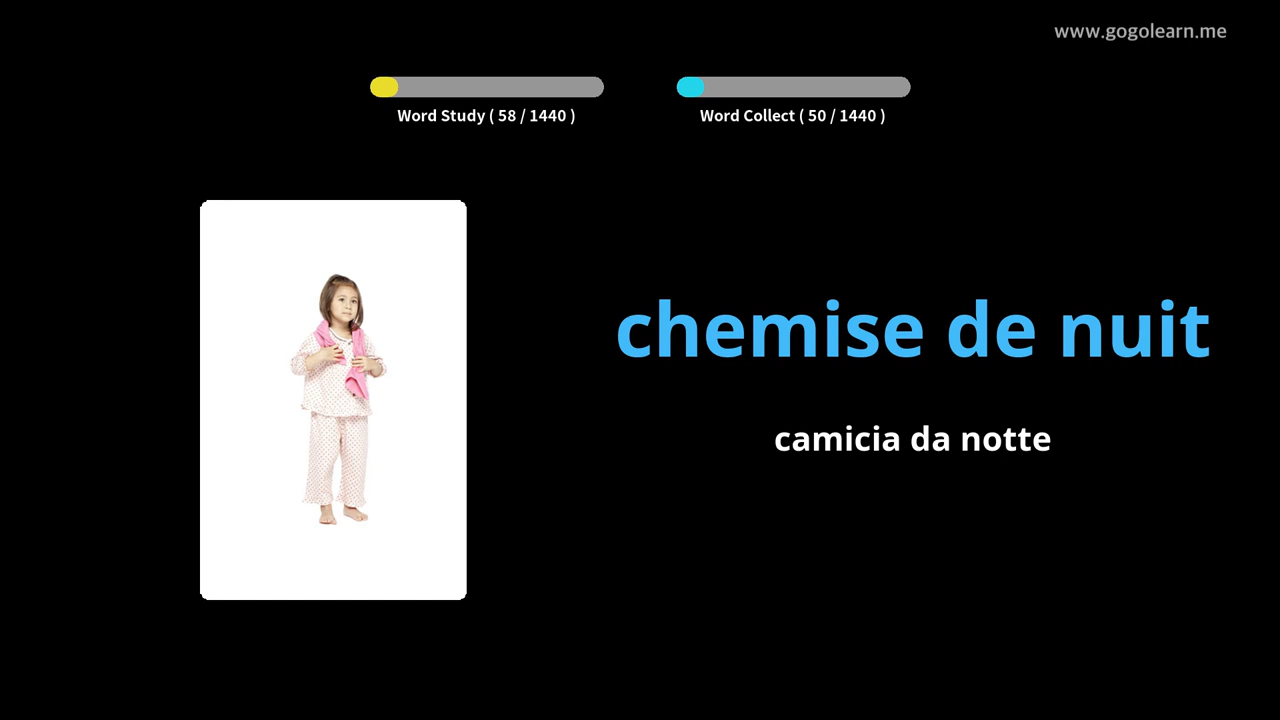 www.gogolearn.me
Word Study ( 58 / 1440 )
Word Collect ( 50 / 1440 )
chemise de nuit
camicia da notte